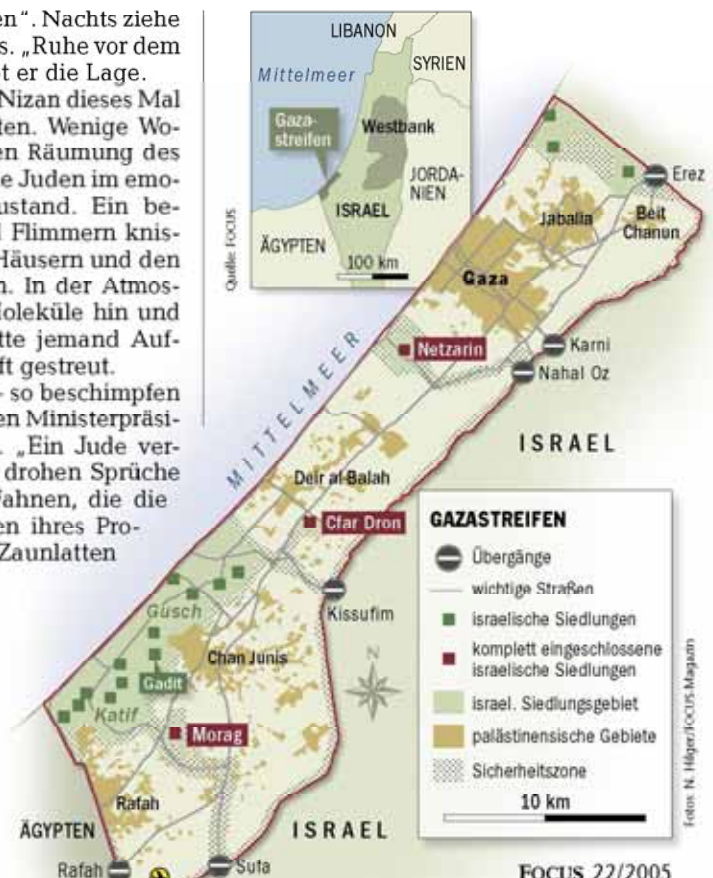 en“. Nachts ziehe
s. „Ruhe vor dem
t er die Lage.
Nizan dieses Mal
ten. Wenige Wo-
en Räumung des
e Juden im emo-
ustand. Ein be-
l Flimmern knis-
Häusern und den
n. In der Atmos-
Moleküle hin und
tte jemand Auf-
ft gestreut.
so beschimpfen
en Ministerpräsi-
. „Ein Jude ver-
drohen Sprüche
Fahnen, die die
en ihres Pro-
Zaunlatten
LIBANON
SYRIEN
Mittelmeer
Gaza-
streifen
Westbank
JORDA-
NIEN
ISRAEL
ÄGYPTEN
100 km
Quelle: FOCUS
Erez
Jabalia
Beit
Chanun
Gaza
Karni
Netzarin
Nahal Oz
MITTELMEER
ISRAEL
Deir al-Balah
Cfar Dron
Kissufim
Gusch
Chan Junis
N
Gadit
Katif
Morag
Rafah
ÄGYPTEN
ISRAEL
Rafah
Sufa
GAZASTREIFEN
Übergänge
wichtige Straßen
israelische Siedlungen
komplett eingeschlossene
israelische Siedlungen
israel. Siedlungsgebiet
palästinensische Gebiete
Sicherheitszone
10 km
Fotos: N. Hilger/FOCUS-Magazin
FOCUS 22/2005